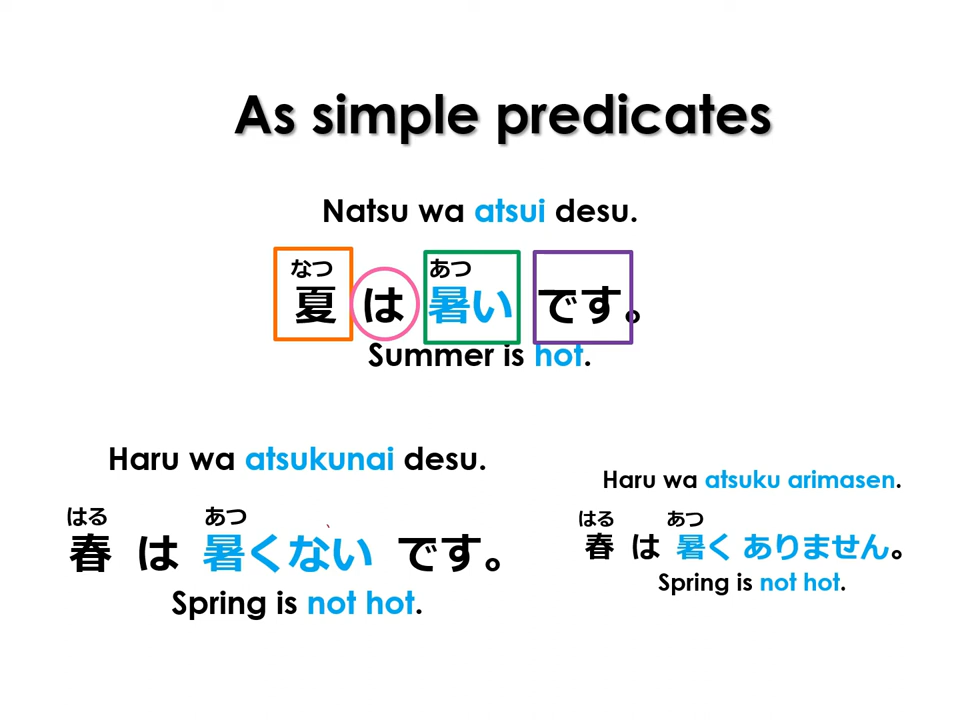 As simple predicates
Natsu wa atsui desu.
なつ あつ
夏 は 暑い です。
Summer is hot.
Haru wa atsukunai desu.
はる あつ
春 は 暑くない です。
Spring is not hot.
Haru wa atsuku arimasen.
はる あつ
春 は 暑く ありません。
Spring is not hot.